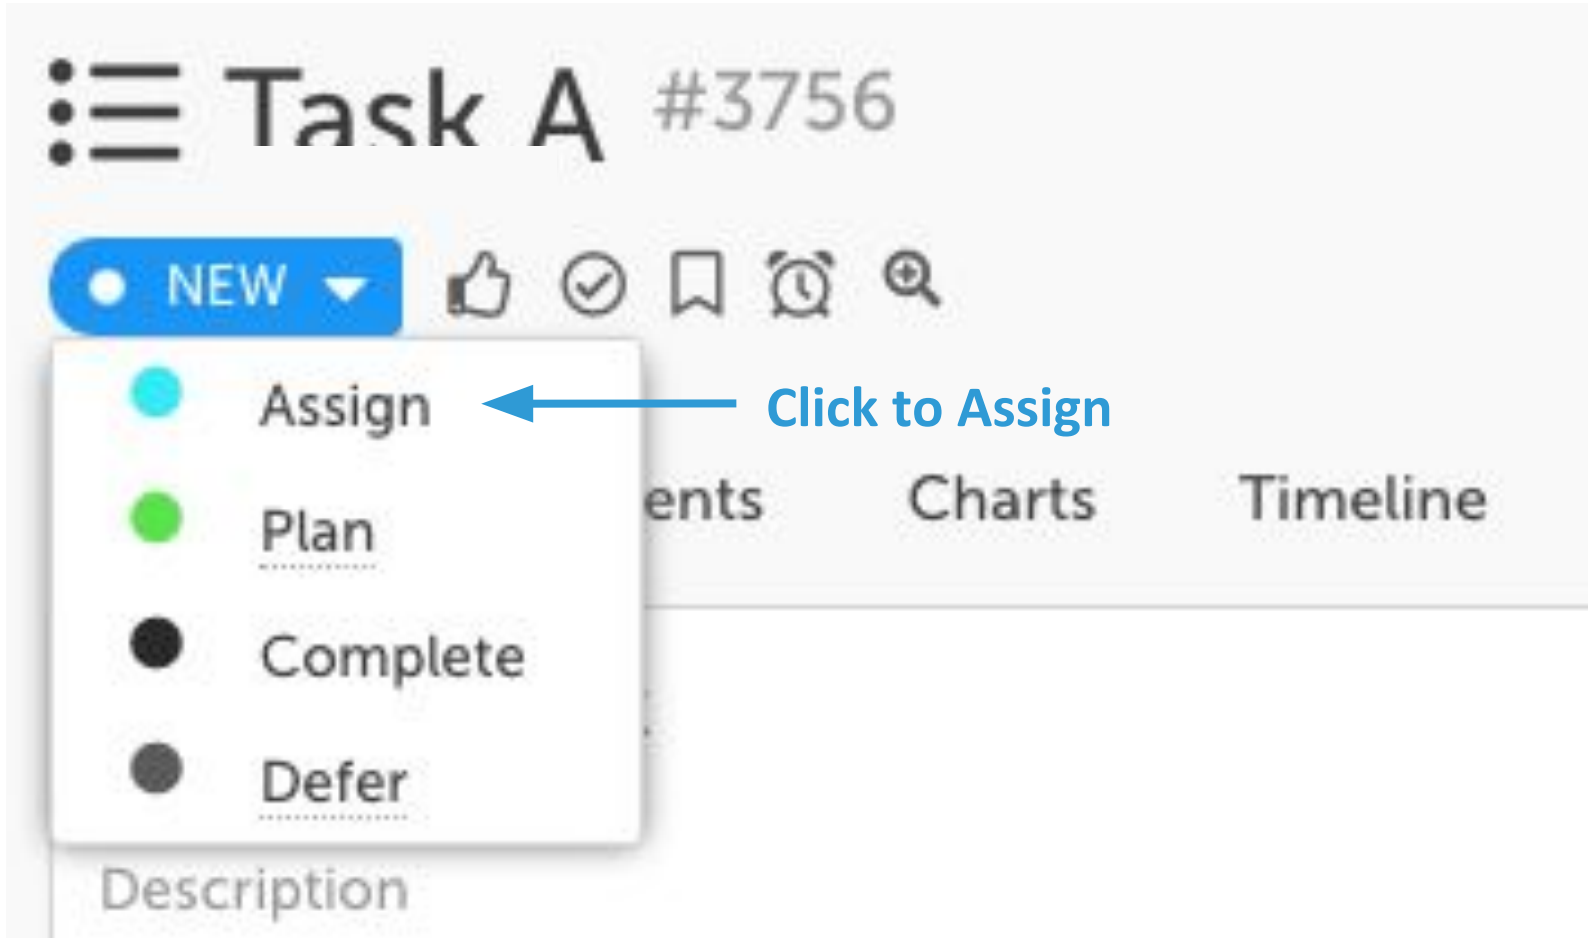 Task A #3756
NEW
Assign
Click to Assign
Plan
ents Charts Timeline
Complete
Defer
Description